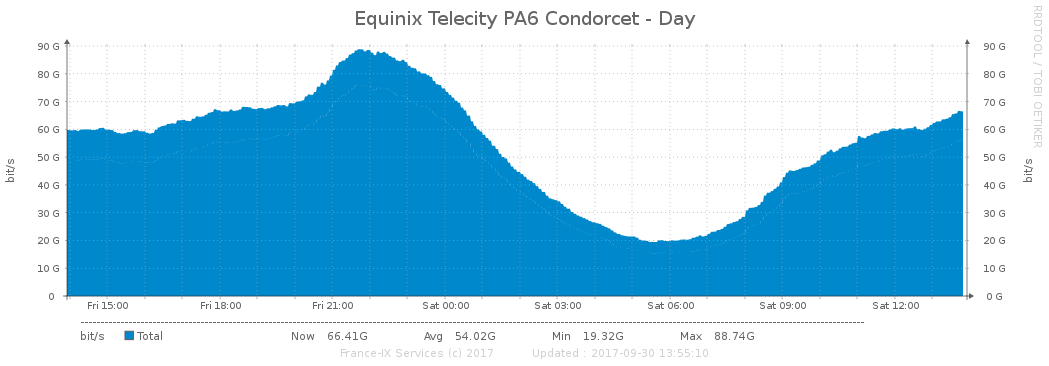 Equinix Telecity PA6 Condorcet - Day
RRDTOOL / TOBI OETIKER
bit/s
90 G
80 G
70 G
60 G
50 G
40 G
30 G
20 G
10 G
0
90 G
80 G
70 G
60 G
50 G
40 G
30 G
20 G
10 G
0 G
bit/s
Fri 15:00 Fri 18:00 Fri 21:00 Sat 00:00 Sat 03:00 Sat 06:00 Sat 09:00 Sat 12:00
bit/s Total Now 66.41G Avg 54.02G Min 19.32G Max 88.74G
France-IX Services (c) 2017 Updated : 2017-09-30 13:55:10